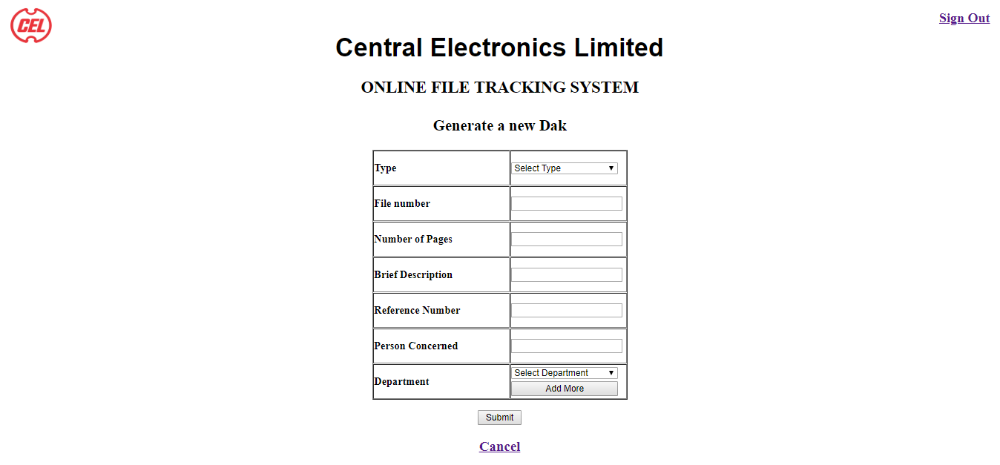 CEL
Sign Out
Central Electronics Limited
ONLINE FILE TRACKING SYSTEM
Generate a new Dak
Type Select Type
File number
Number of Pages
Brief Description
Reference Number
Person Concerned
Department Select Department
Add More
Submit
Cancel